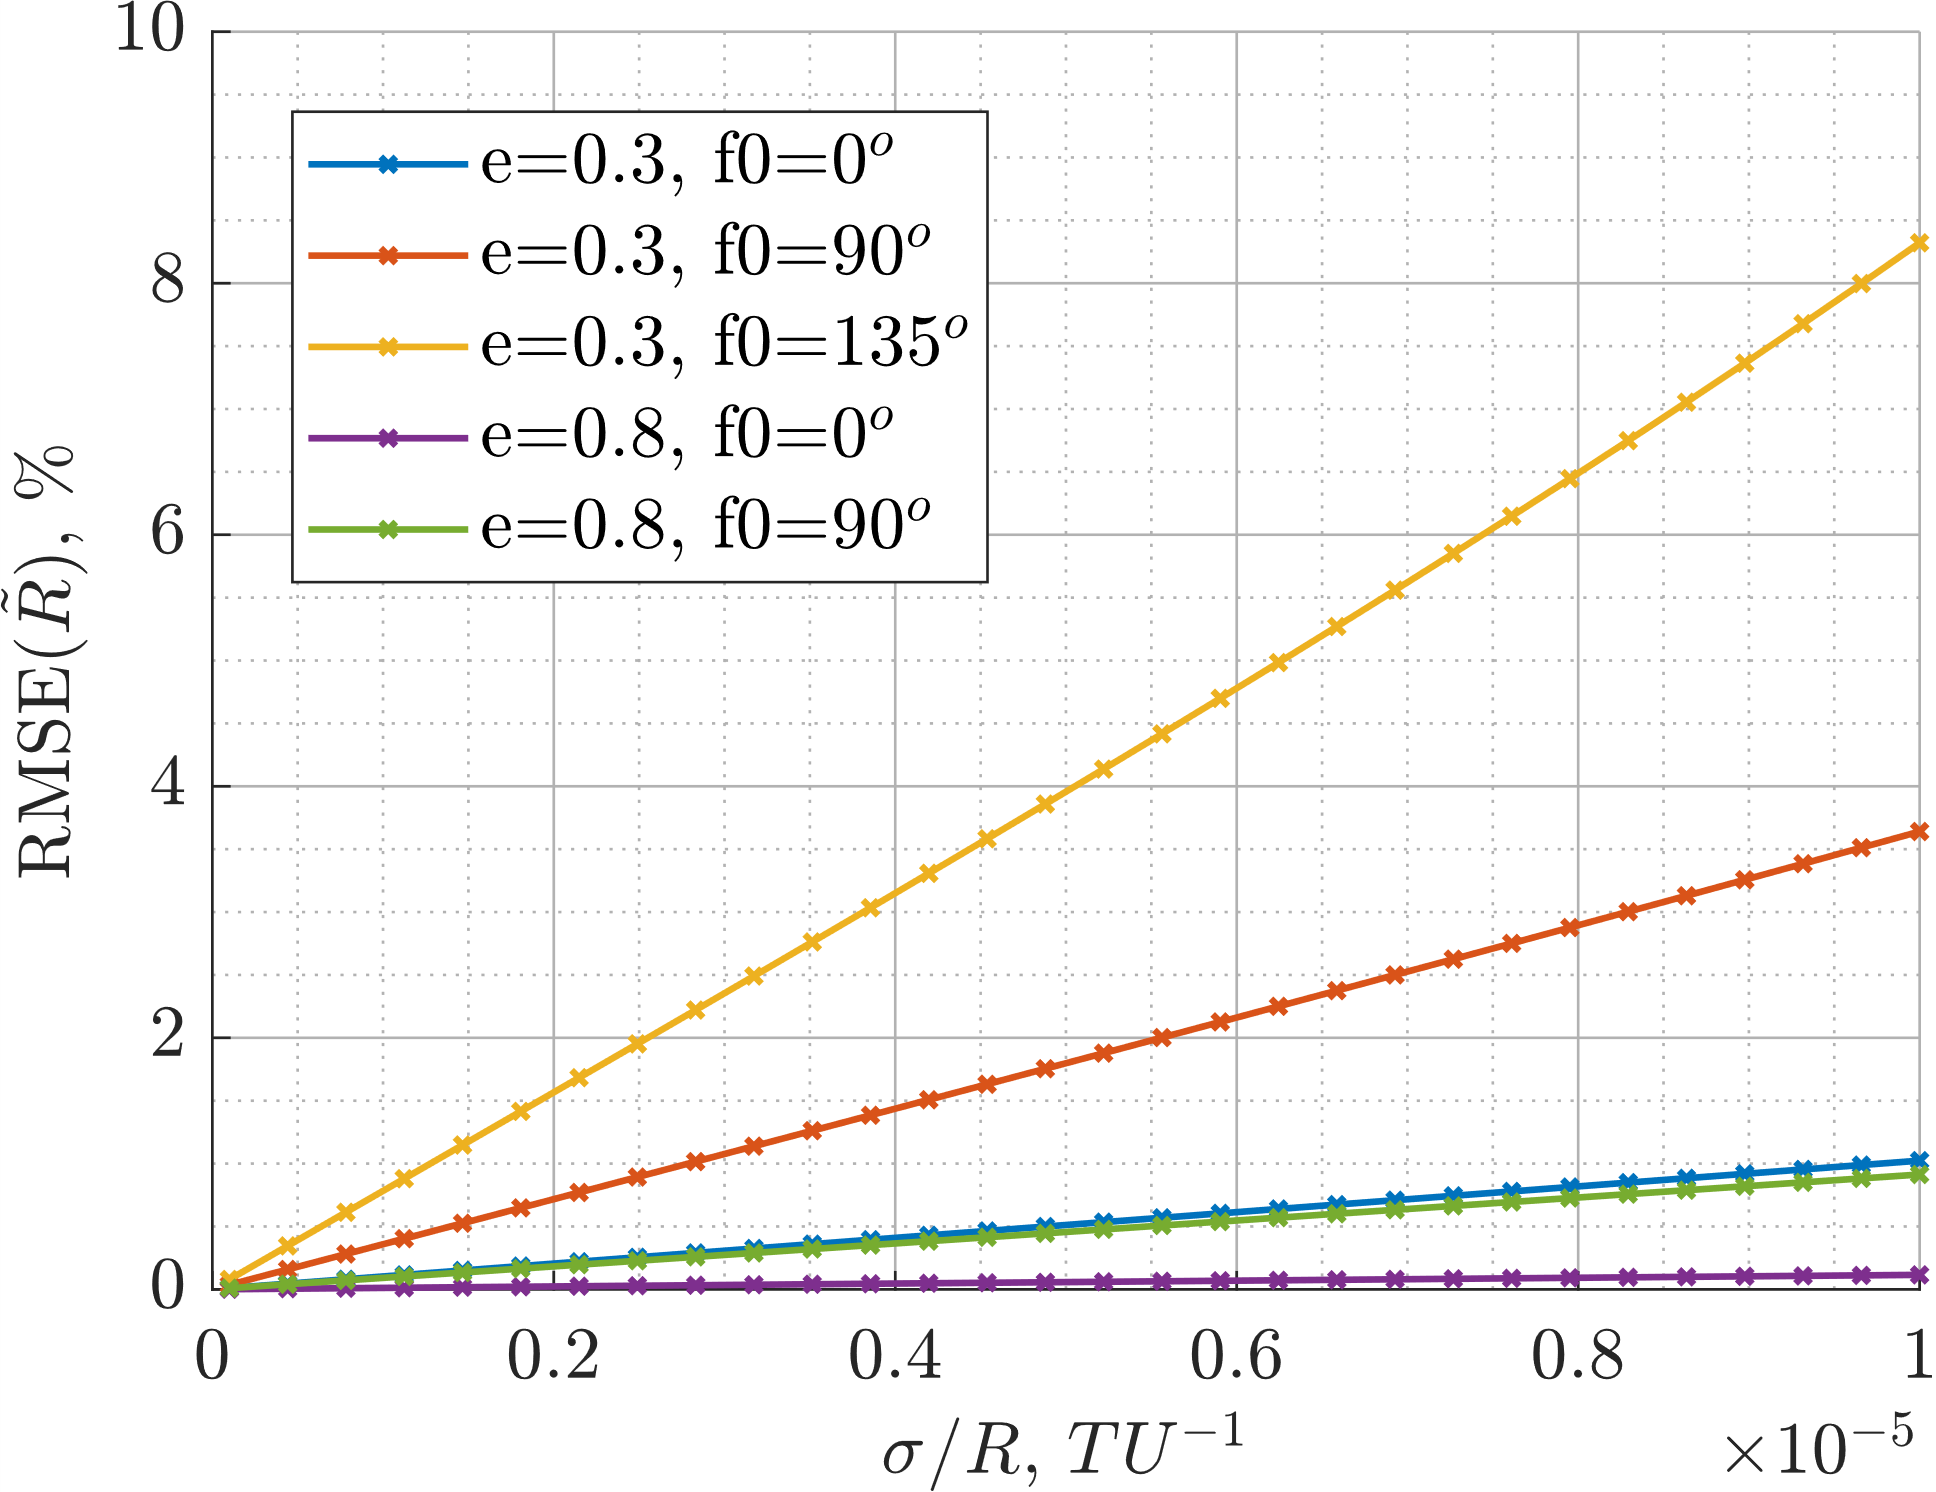 10
8
6
4
2
0
RMSE(R̃), %
e=0.3, f0=0°
e=0.3, f0=90°
e=0.3, f0=135°
e=0.8, f0=0°
e=0.8, f0=90°
0 0.2 0.4 0.6 0.8 1
σ/R, TU⁻¹
×10⁻⁵